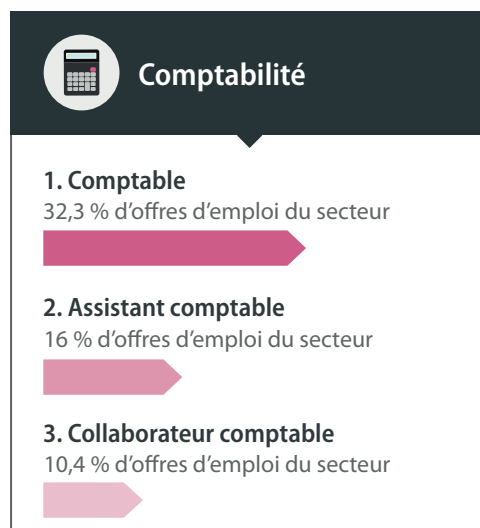 Comptabilité
1. Comptable
32,3 % d’offres d’emploi du secteur
2. Assistant comptable
16 % d’offres d’emploi du secteur
3. Collaborateur comptable
10,4 % d’offres d’emploi du secteur